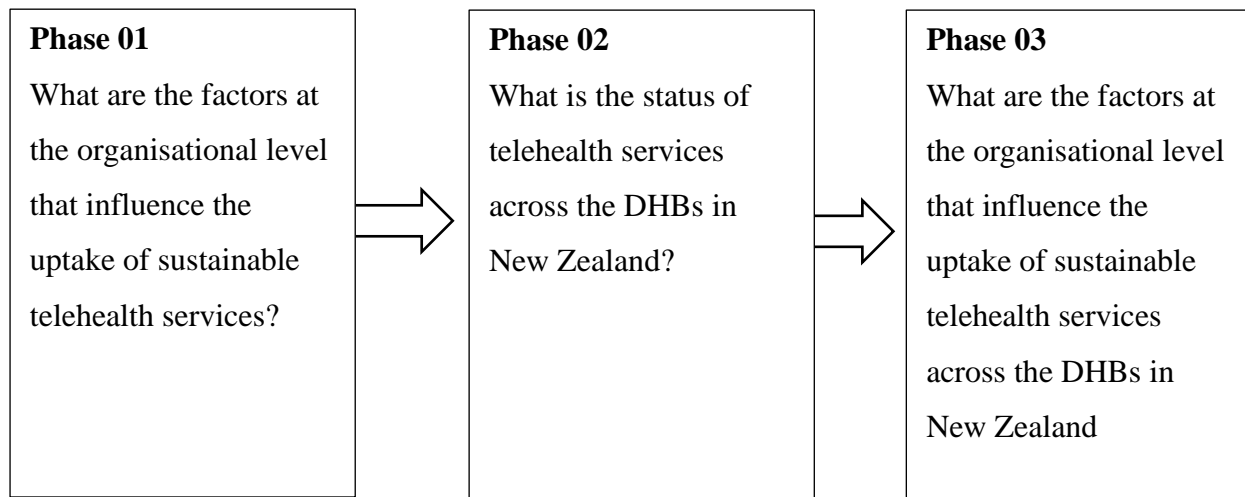 Phase 01
What are the factors at
the organisational level
that influence the
uptake of sustainable
telehealth services?
Phase 02
What is the status of
telehealth services
across the DHBs in
New Zealand?
Phase 03
What are the factors at
the organisational level
that influence the
uptake of sustainable
telehealth services
across the DHBs in
New Zealand